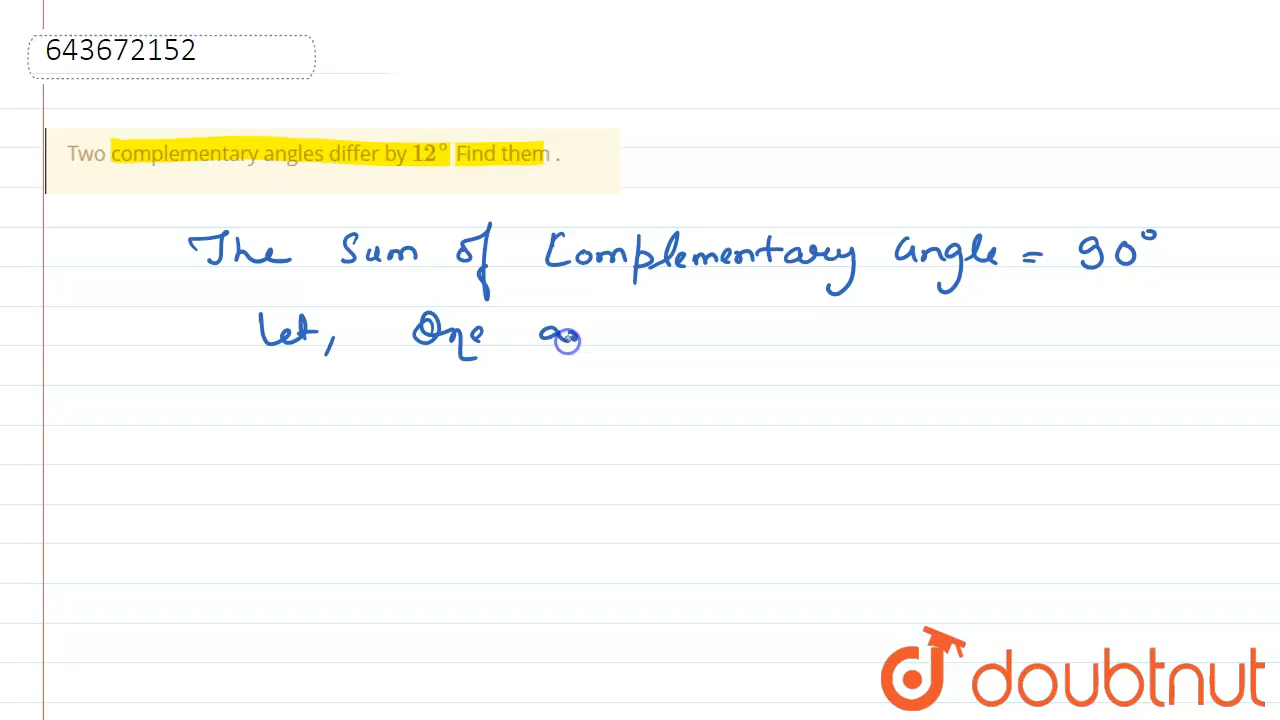 643672152
Two complementary angles differ by 12° Find them .
The Sum of Complementary angle = 90°
let, One
doubtnut